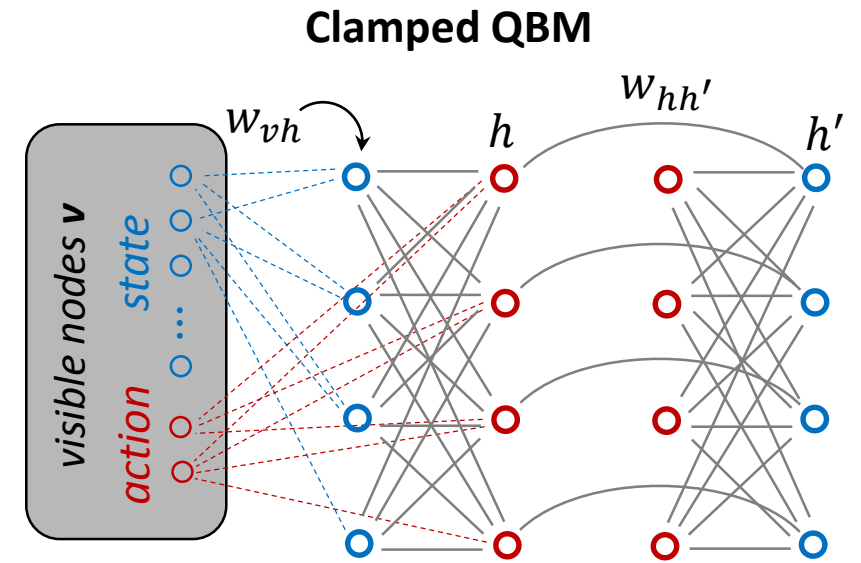 Clamped QBM
w_{vh}
h
w_{hh'}
h'
visible nodes v
state
...
action